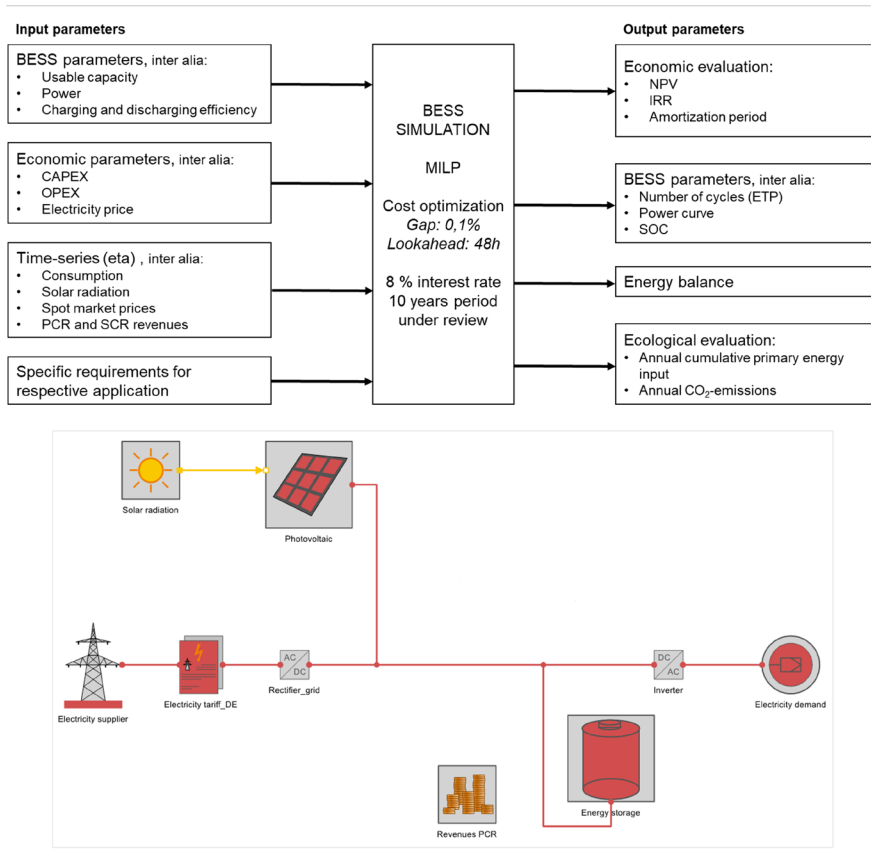 Input parameters
BESS parameters, inter alia:
• Usable capacity
• Power
• Charging and discharging efficiency
Economic parameters, inter alia:
• CAPEX
• OPEX
• Electricity price
Time-series (eta) , inter alia:
• Consumption
• Solar radiation
• Spot market prices
• PCR and SCR revenues
Specific requirements for
respective application
BESS
SIMULATION
MILP
Cost optimization
Gap: 0,1%
Lookahead: 48h
8 % interest rate
10 years period
under review
Output parameters
Economic evaluation:
• NPV
• IRR
• Amortization period
BESS parameters, inter alia:
• Number of cycles (ETP)
• Power curve
• SOC
Energy balance
Ecological evaluation:
• Annual cumulative primary energy
input
• Annual CO₂-emissions
Solar radiation
Photovoltaic
Electricity supplier
Electricity tariff_DE
AC
DC
Rectifier_grid
DC
AC
Inverter
Electricity demand
Energy storage
Revenues PCR